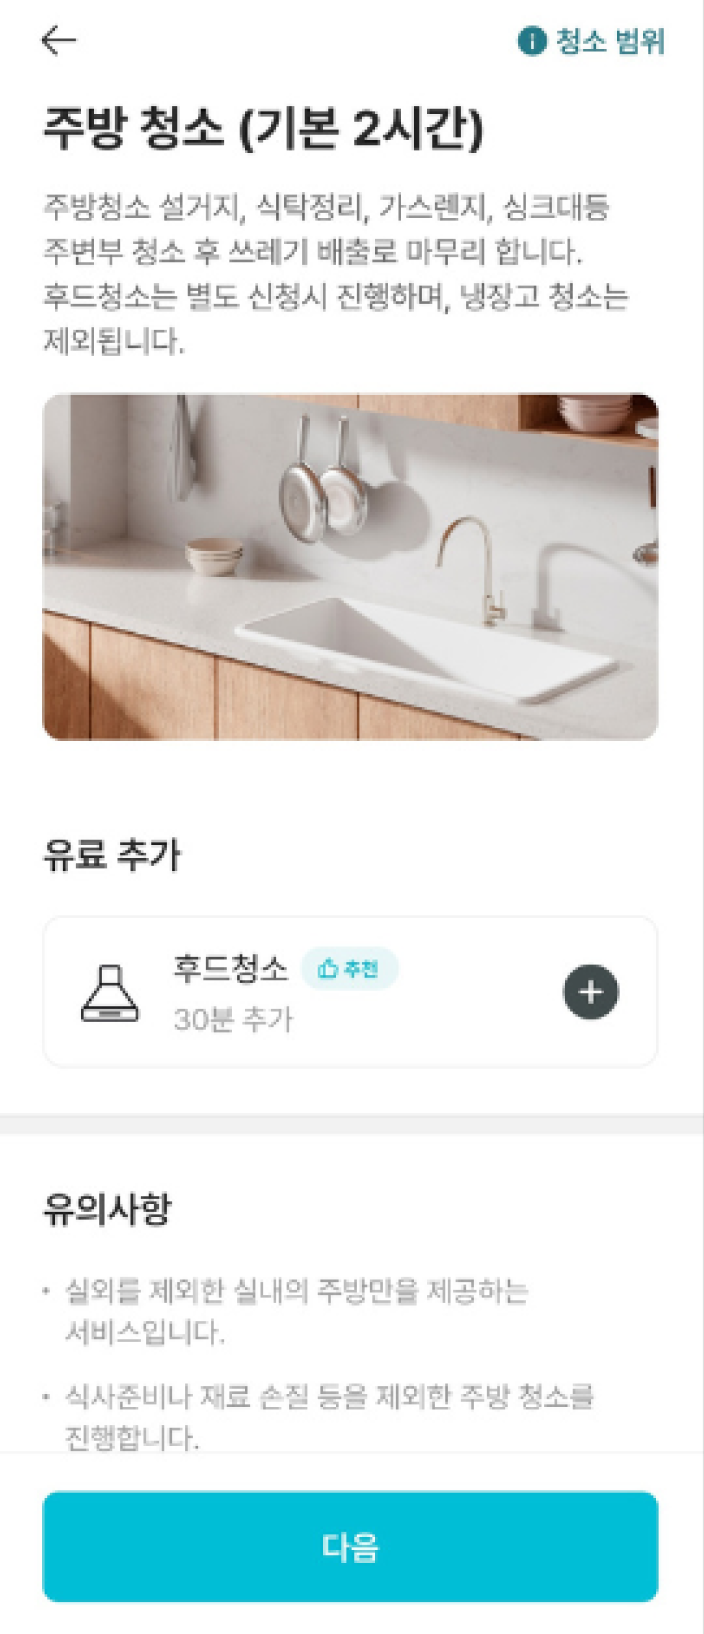 청소 범위
주방 청소 (기본 2시간)
주방청소 설거지, 식탁정리, 가스렌지, 싱크대등
주변부 청소 후 쓰레기 배출로 마무리 합니다.
후드청소는 별도 신청시 진행하며, 냉장고 청소는
제외됩니다.
유료 추가
후드청소 추천
30분 추가
유의사항
• 실외를 제외한 실내의 주방만을 제공하는
서비스입니다.
• 식사준비나 재료 손질 등을 제외한 주방 청소를
진행합니다.
다음